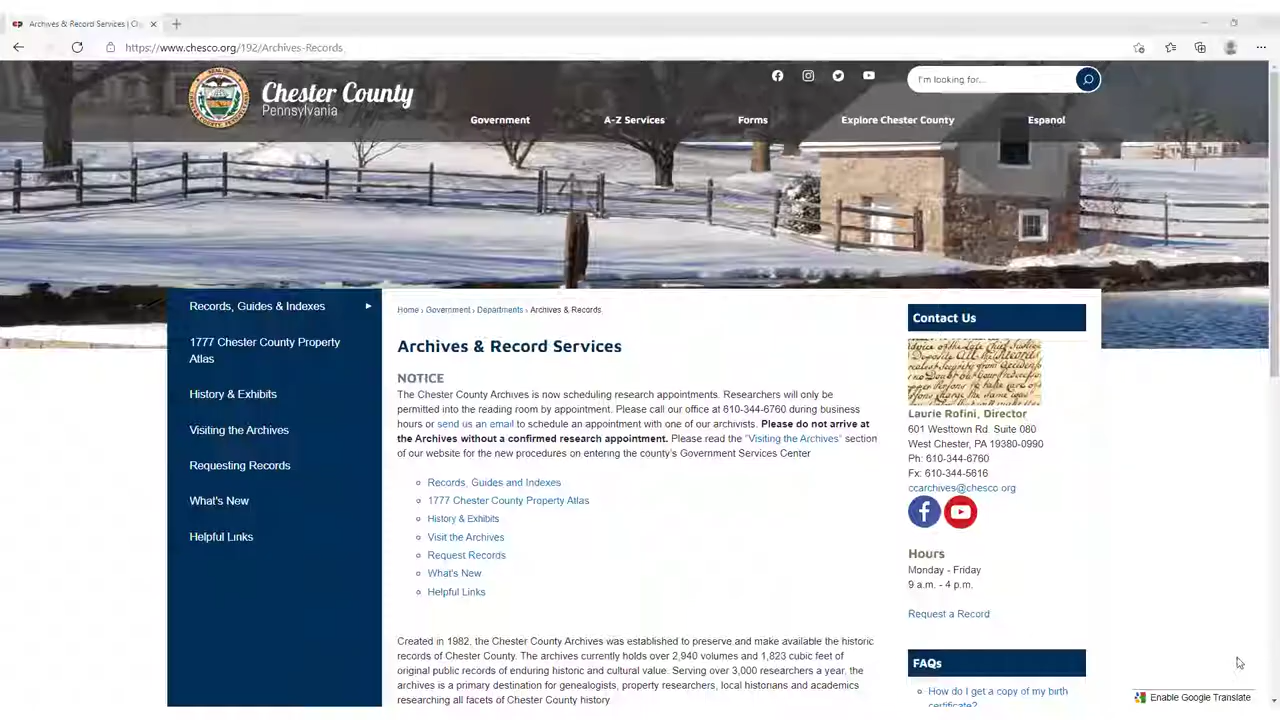 Archives & Record Services | Ch
https://www.chesco.org/192/Archives-Records
Chester County
Pennsylvania
I'm looking for...
Government
A-Z Services
Forms
Explore Chester County
Espanol
Records, Guides & Indexes
1777 Chester County Property
Atlas
History & Exhibits
Visiting the Archives
Requesting Records
What's New
Helpful Links
Home › Government › Departments › Archives & Records
Archives & Record Services
NOTICE
The Chester County Archives is now scheduling research appointments. Researchers will only be
permitted into the reading room by appointment. Please call our office at 610-344-6760 during business
hours or send us an email to schedule an appointment with one of our archivists. Please do not arrive at
the Archives without a confirmed research appointment. Please read the "Visiting the Archives" section
of our website for the new procedures on entering the county's Government Services Center
Records, Guides and Indexes
1777 Chester County Property Atlas
History & Exhibits
Visit the Archives
Request Records
What's New
Helpful Links
Created in 1982, the Chester County Archives was established to preserve and make available the historic
records of Chester County. The archives currently holds over 2,940 volumes and 1,823 cubic feet of
original public records of enduring historic and cultural value. Serving over 3,000 researchers a year, the
archives is a primary destination for genealogists, property researchers, local historians and academics
researching all facets of Chester County history
Contact Us
Laurie Rofini, Director
601 Westtown Rd. Suite 080
West Chester, PA 19380-0990
Ph: 610-344-6760
Fx: 610-344-5616
ccarchives@chesco.org
Hours
Monday - Friday
9 a.m. - 4 p.m.
Request a Record
FAQs
How do I get a copy of my birth
certificate?
Enable Google Translate